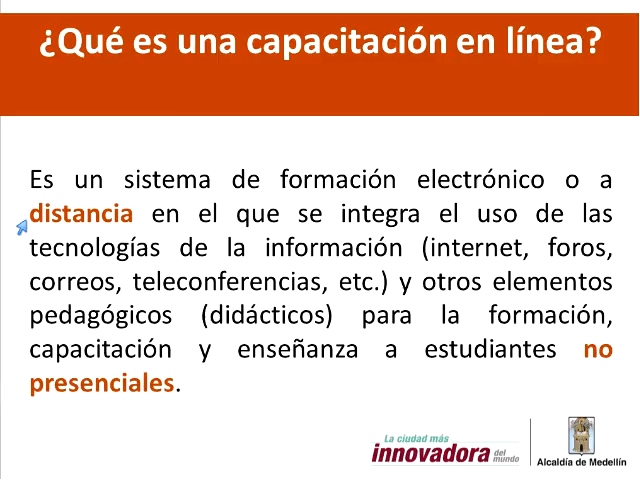 ¿Qué es una capacitación en línea?
Es un sistema de formación electrónico o a
distancia en el que se integra el uso de las
tecnologías de la información (internet, foros,
correos, teleconferencias, etc.) y otros elementos
pedagógicos (didácticos) para la formación,
capacitación y enseñanza a estudiantes no
presenciales.
La ciudad más
innovadora del mundo
Alcaldía de Medellín